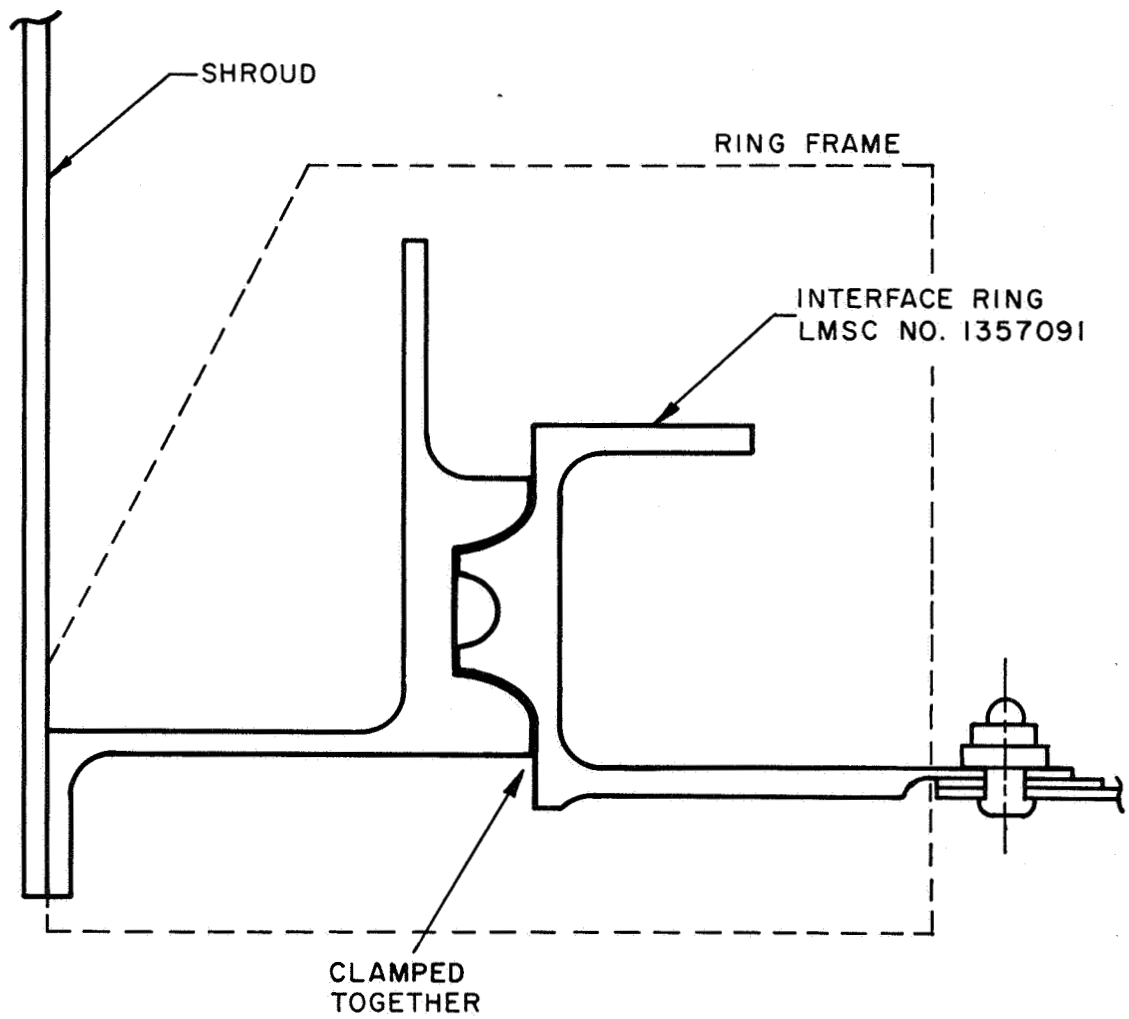 SHROUD
RING FRAME
INTERFACE RING
LMSC NO. 1357091
CLAMPED
TOGETHER